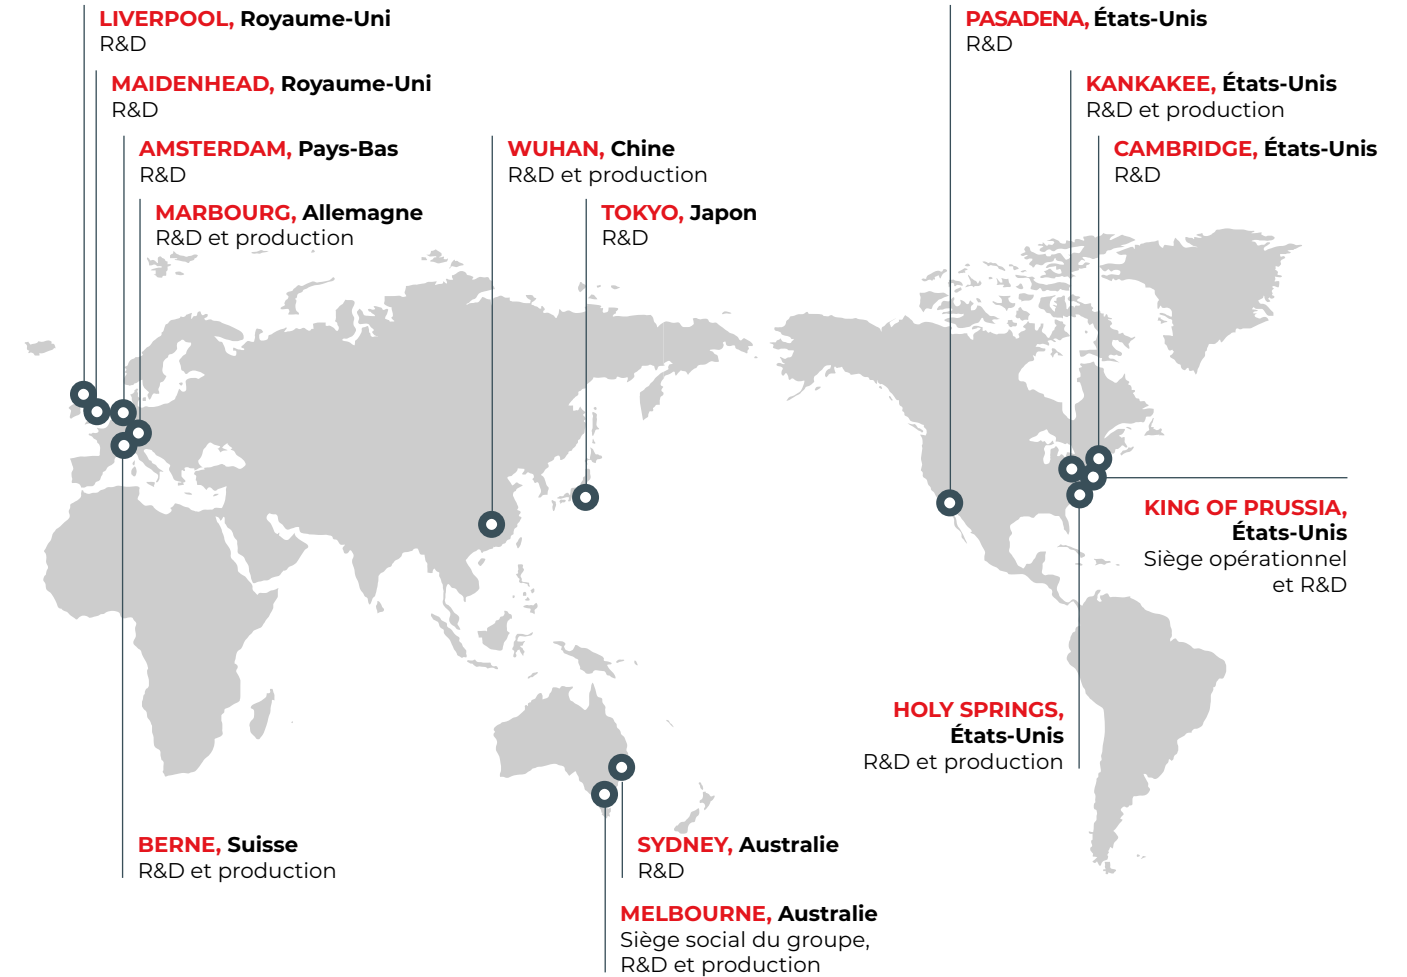 LIVERPOOL, Royaume-Uni
R&D
MAIDENHEAD, Royaume-Uni
R&D
AMSTERDAM, Pays-Bas
R&D
MARBOURG, Allemagne
R&D et production
WUHAN, Chine
R&D et production
TOKYO, Japon
R&D
PASADENA, États-Unis
R&D
KANKAKEE, États-Unis
R&D et production
CAMBRIDGE, États-Unis
R&D
KING OF PRUSSIA,
États-Unis
Siège opérationnel
et R&D
HOLY SPRINGS,
États-Unis
R&D et production
BERNE, Suisse
R&D et production
SYDNEY, Australie
R&D
MELBOURNE, Australie
Siège social du groupe,
R&D et production